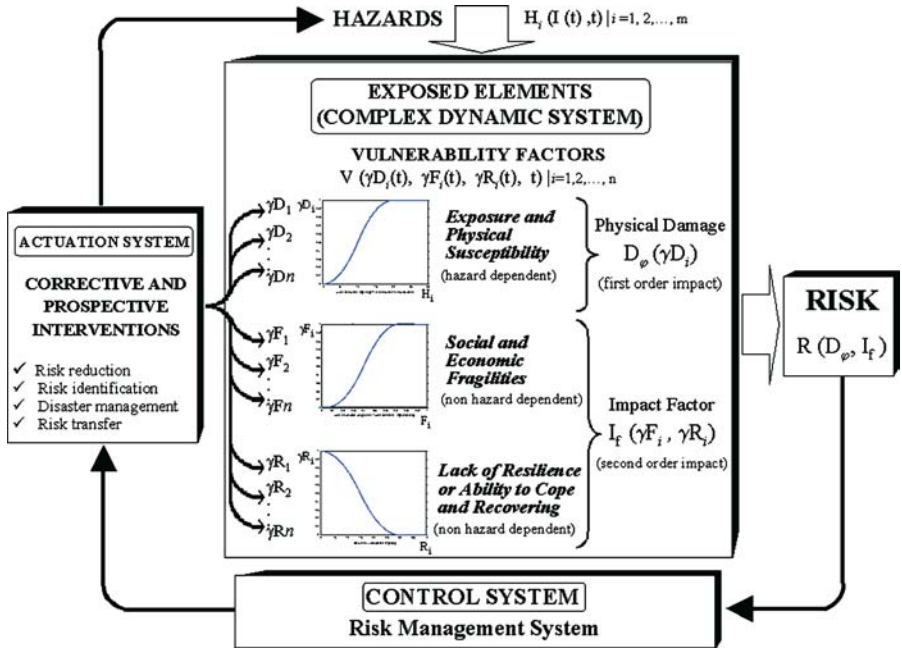 HAZARDS
H_i (I (t) ,t) | i =1, 2,..., m
EXPOSED ELEMENTS
(COMPLEX DYNAMIC SYSTEM)
VULNERABILITY FACTORS
V (γD_i(t), γF_i(t), γR_i(t), t) | i=1,2,..., n
γD_1
γD_2
γDn
γD_i
H_i
Exposure and
Physical
Susceptibility
(hazard dependent)
Physical Damage
D_φ (γD_i)
(first order impact)
γF_1
γF_2
γFn
γF_i
F_i
Social and
Economic
Fragilities
(non hazard dependent)
γR_1
γR_2
γRn
γR_i
R_i
Lack of Resilience
or Ability to Cope
and Recovering
(non hazard dependent)
Impact Factor
I_f (γF_i , γR_i)
(second order impact)
ACTUATION SYSTEM
CORRECTIVE AND
PROSPECTIVE
INTERVENTIONS
✓ Risk reduction
✓ Risk identification
✓ Disaster management
✓ Risk transfer
RISK
R (D_φ, I_f )
CONTROL SYSTEM
Risk Management System